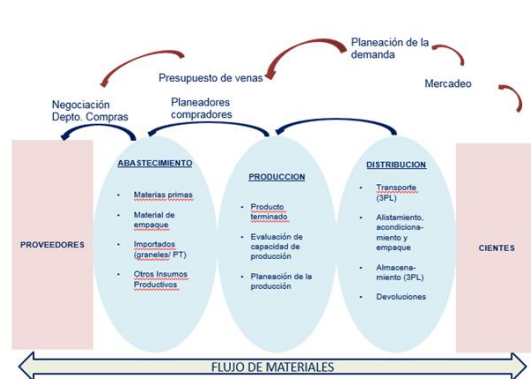 Planeación de la
demanda
Mercadeo
Presupuesto de venas
Planeadores
compradores
Negociación
Depto. Compras
PROVEEDORES
ABASTECIMIENTO
• Materias primas
• Material de
empaque
• Importados
(graneles/ PT)
• Otros Insumos
Productivos
PRODUCCION
• Producto
terminado
• Evaluación de
capacidad de
producción
• Planeación de la
producción
DISTRIBUCION
• Transporte
(3PL)
• Alistamiento,
acondiciona-
miento y
empaque
• Almacena-
miento (3PL)
• Devoluciones
CIENTES
FLUJO DE MATERIALES